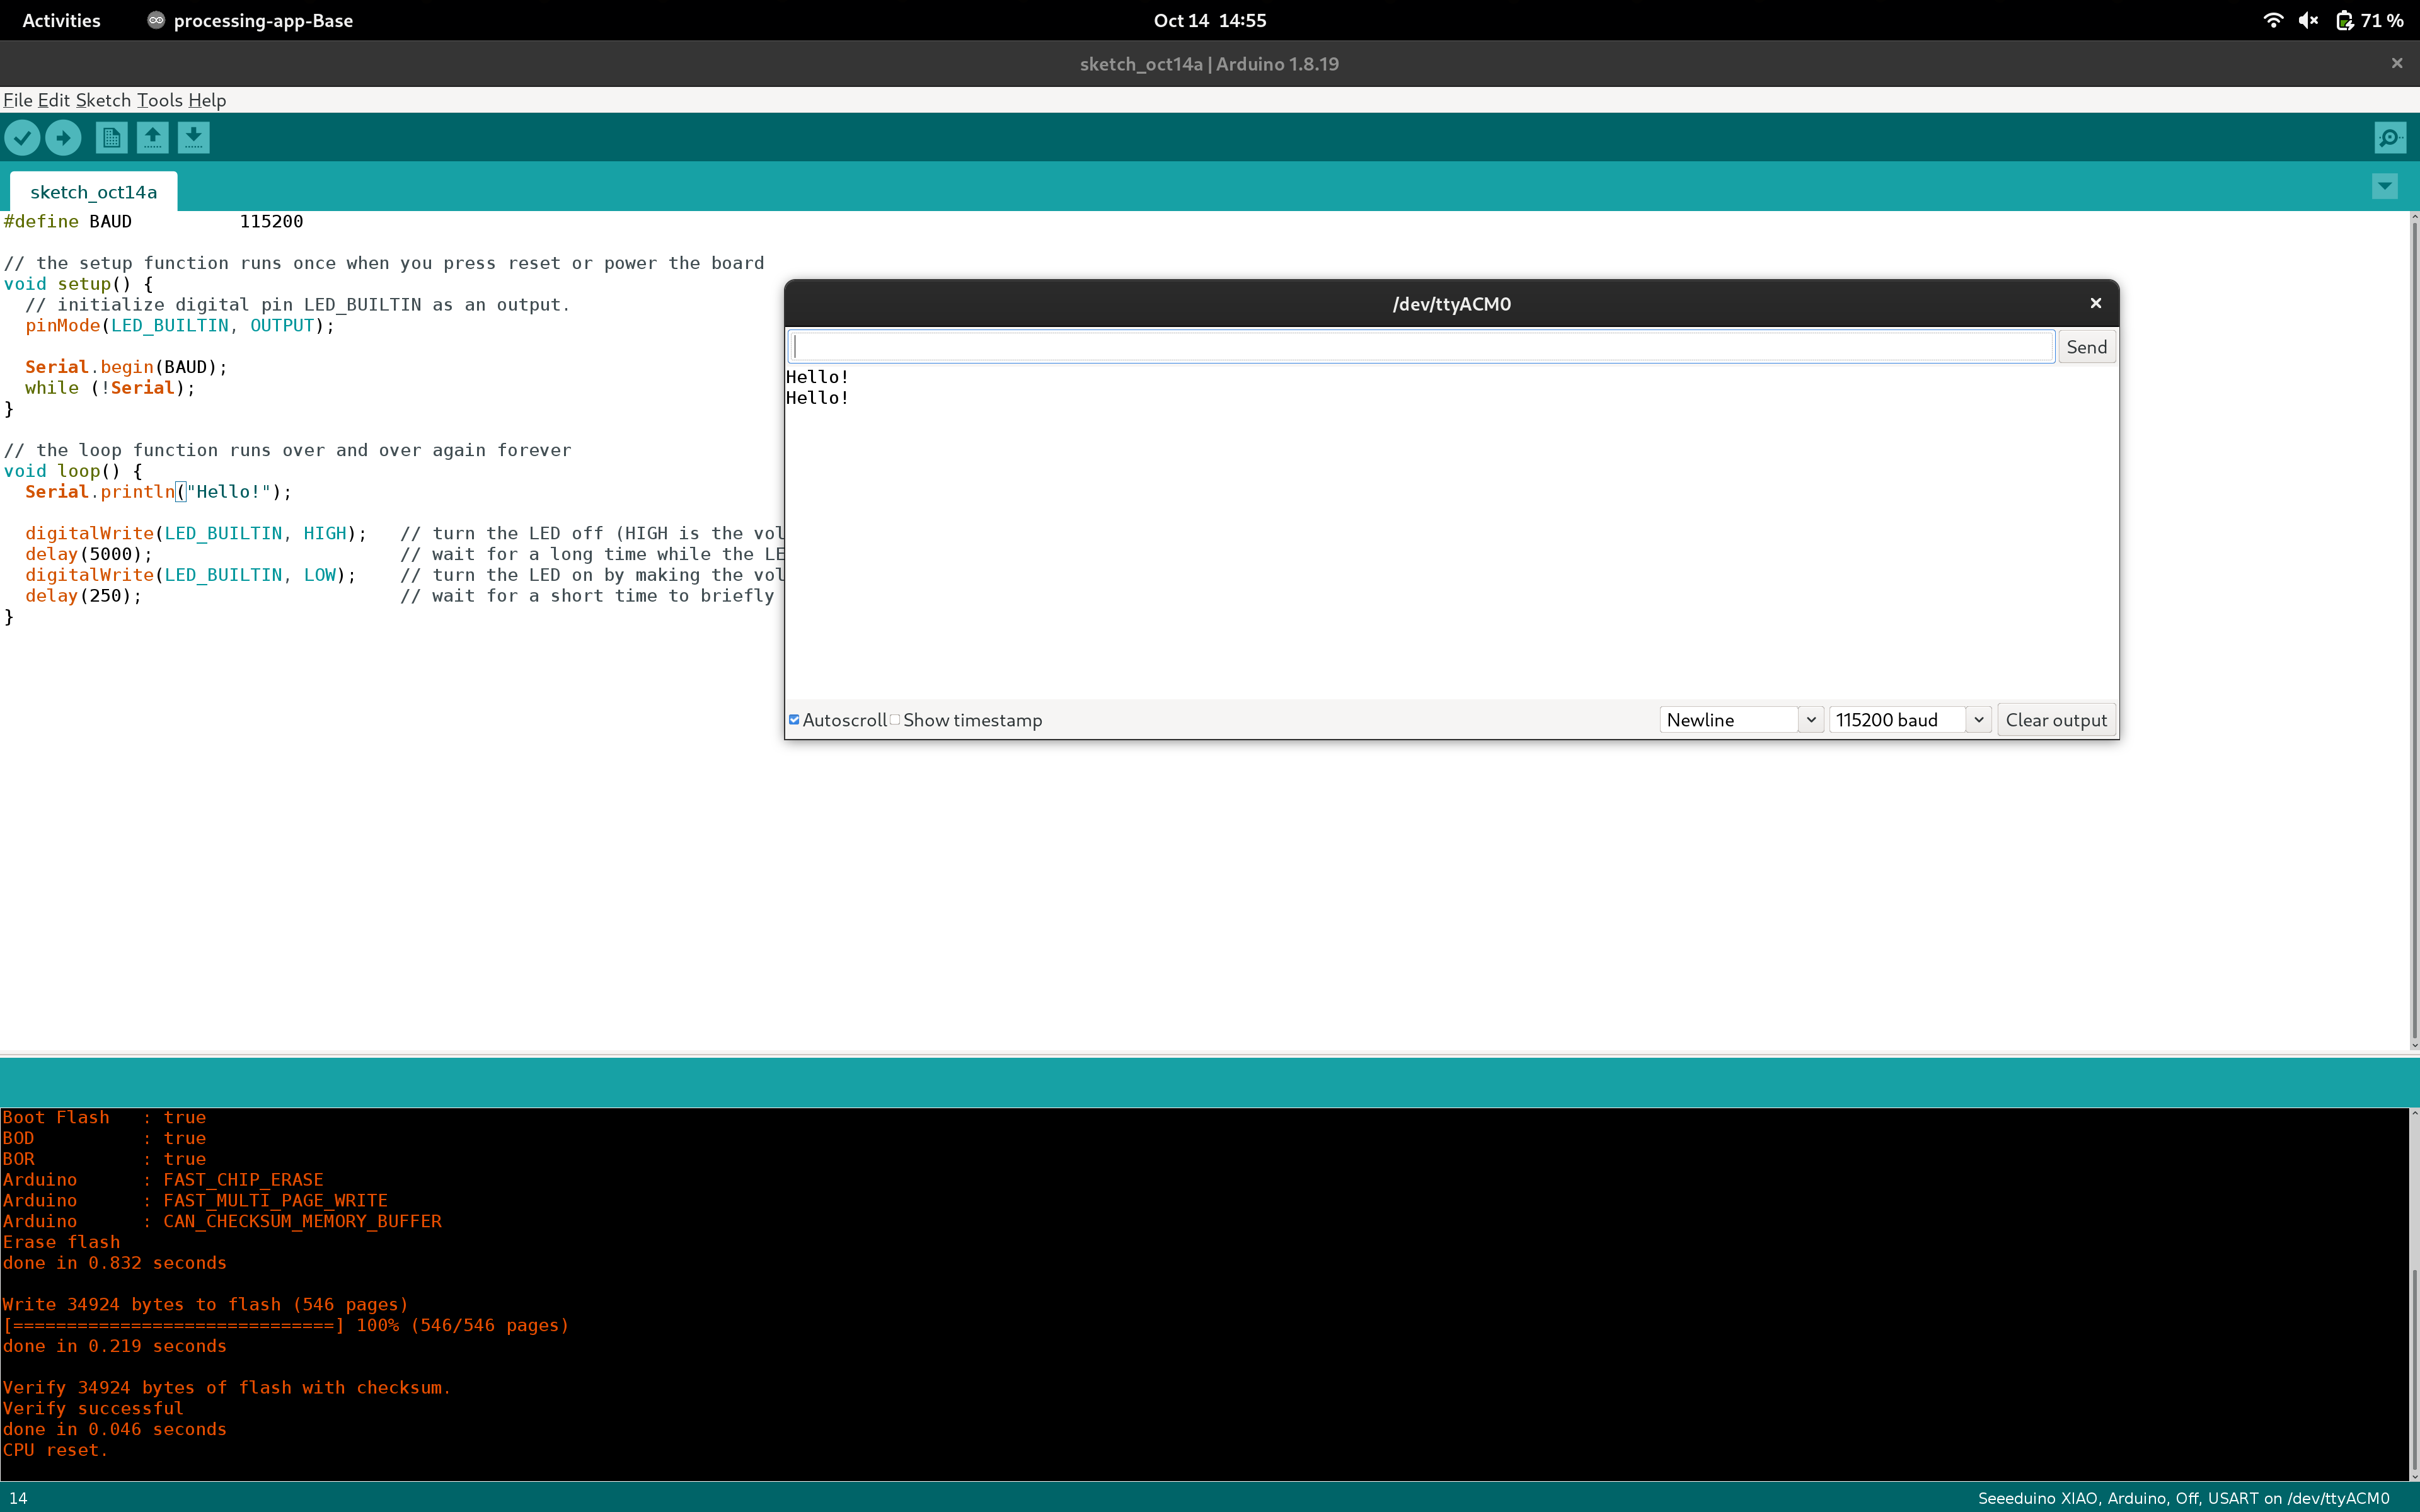 Activities processing-app-Base Oct 14 14:55 71 %
sketch_oct14a | Arduino 1.8.19
File Edit Sketch Tools Help
sketch_oct14a
#define BAUD          115200
// the setup function runs once when you press reset or power the board
void setup() {
  // initialize digital pin LED_BUILTIN as an output.
  pinMode(LED_BUILTIN, OUTPUT);
  Serial.begin(BAUD);
  while (!Serial);
}
// the loop function runs over and over again forever
void loop() {
  Serial.println("Hello!");
  digitalWrite(LED_BUILTIN, HIGH);   // turn the LED off (HIGH is the vol
  delay(5000);                       // wait for a long time while the LE
  digitalWrite(LED_BUILTIN, LOW);    // turn the LED on by making the vol
  delay(250);                        // wait for a short time to briefly
}
/dev/ttyACM0
Send
Hello!
Hello!
Autoscroll Show timestamp Newline 115200 baud Clear output
Boot Flash   : true
BOD          : true
BOR          : true
Arduino      : FAST_CHIP_ERASE
Arduino      : FAST_MULTI_PAGE_WRITE
Arduino      : CAN_CHECKSUM_MEMORY_BUFFER
Erase flash
done in 0.832 seconds
Write 34924 bytes to flash (546 pages)
[==============================] 100% (546/546 pages)
done in 0.219 seconds
Verify 34924 bytes of flash with checksum.
Verify successful
done in 0.046 seconds
CPU reset.
14 Seeeduino XIAO, Arduino, Off, USART on /dev/ttyACM0